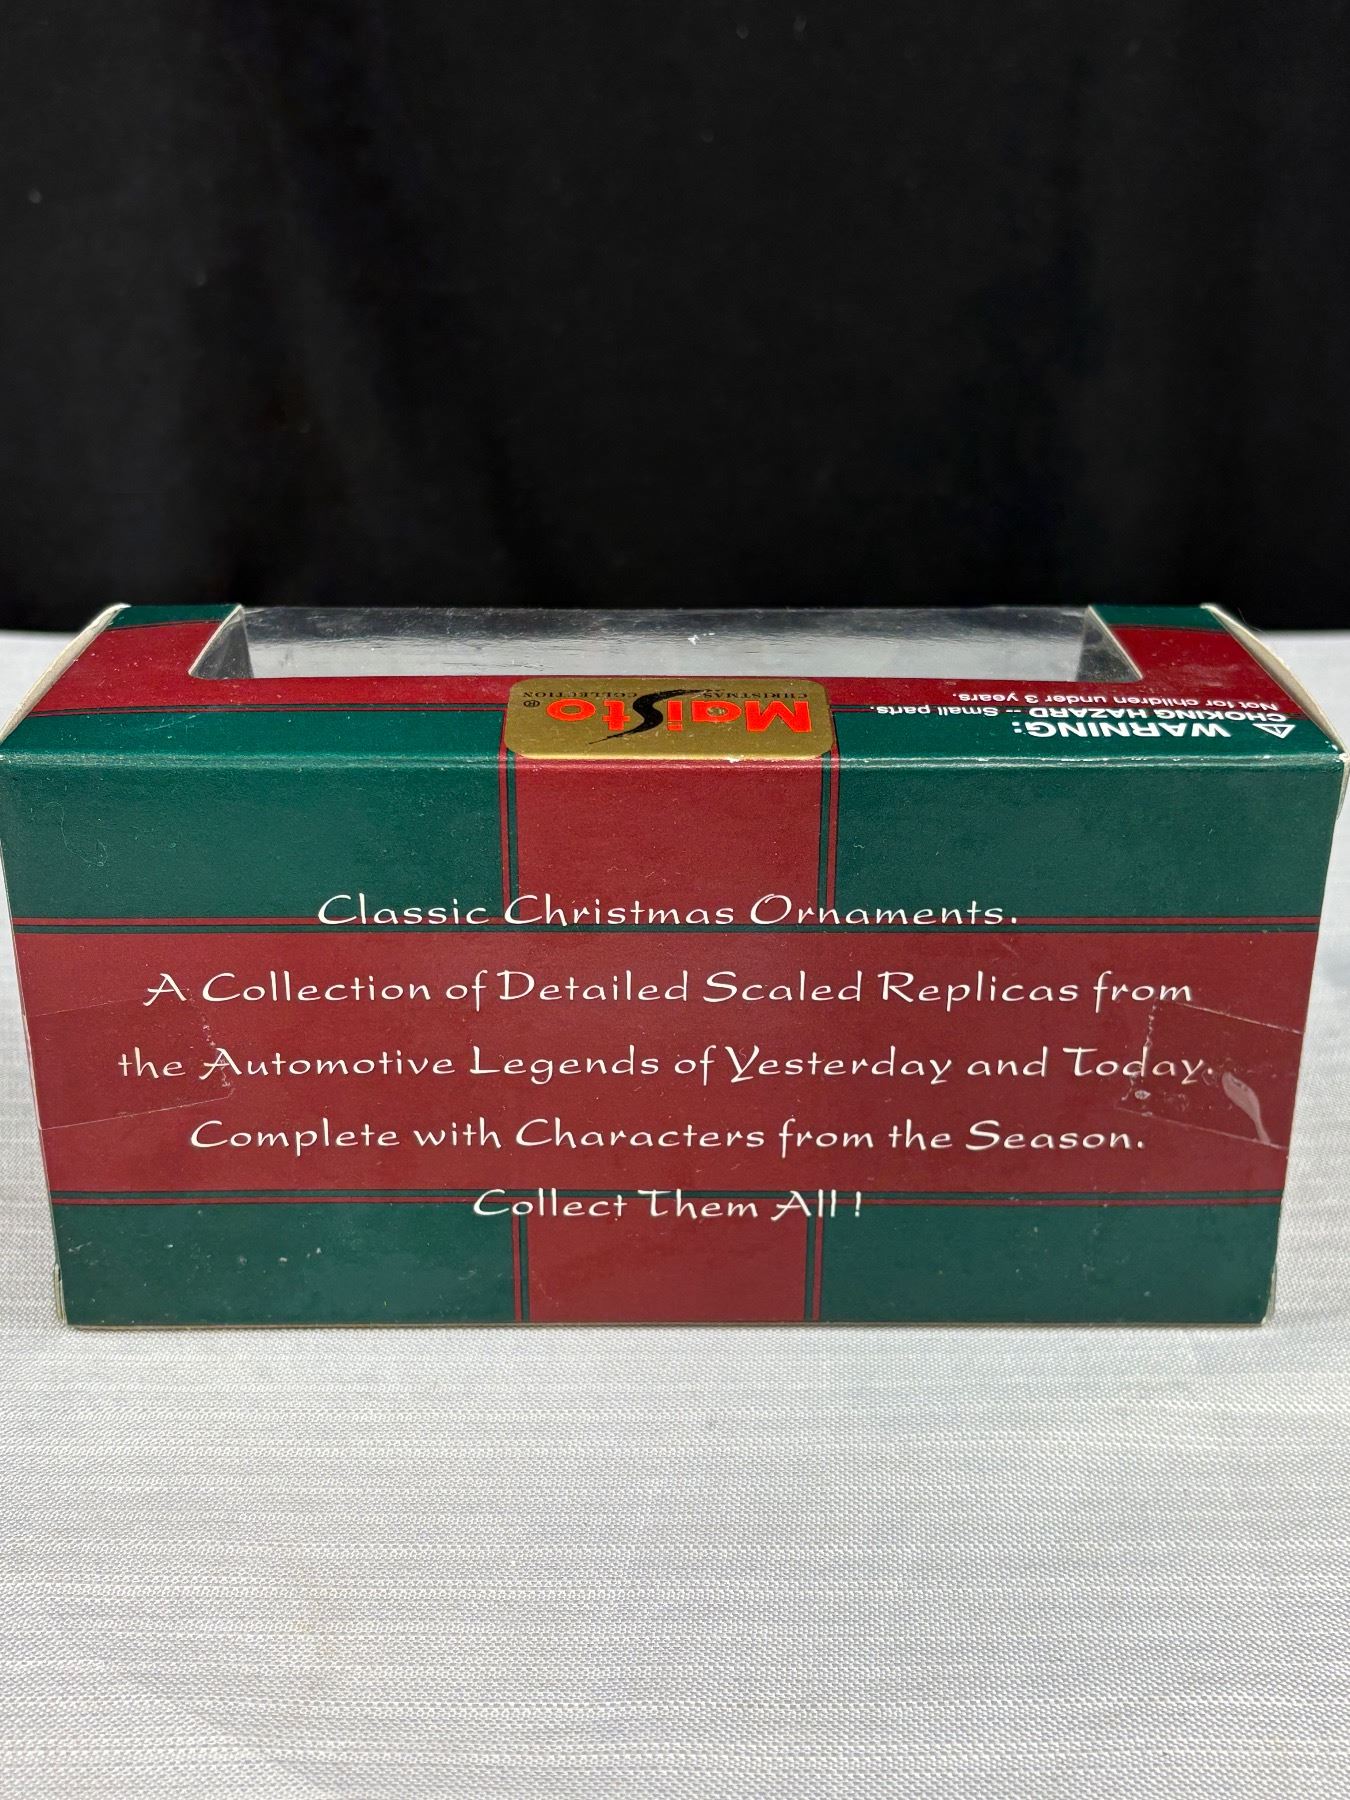 Maisto®
CHRISTMAS COLLECTION
⚠ WARNING:
CHOKING HAZARD -- Small parts.
Not for children under 3 years.
Classic Christmas Ornaments.
A Collection of Detailed Scaled Replicas from
the Automotive Legends of Yesterday and Today.
Complete with Characters from the Season.
Collect Them All!